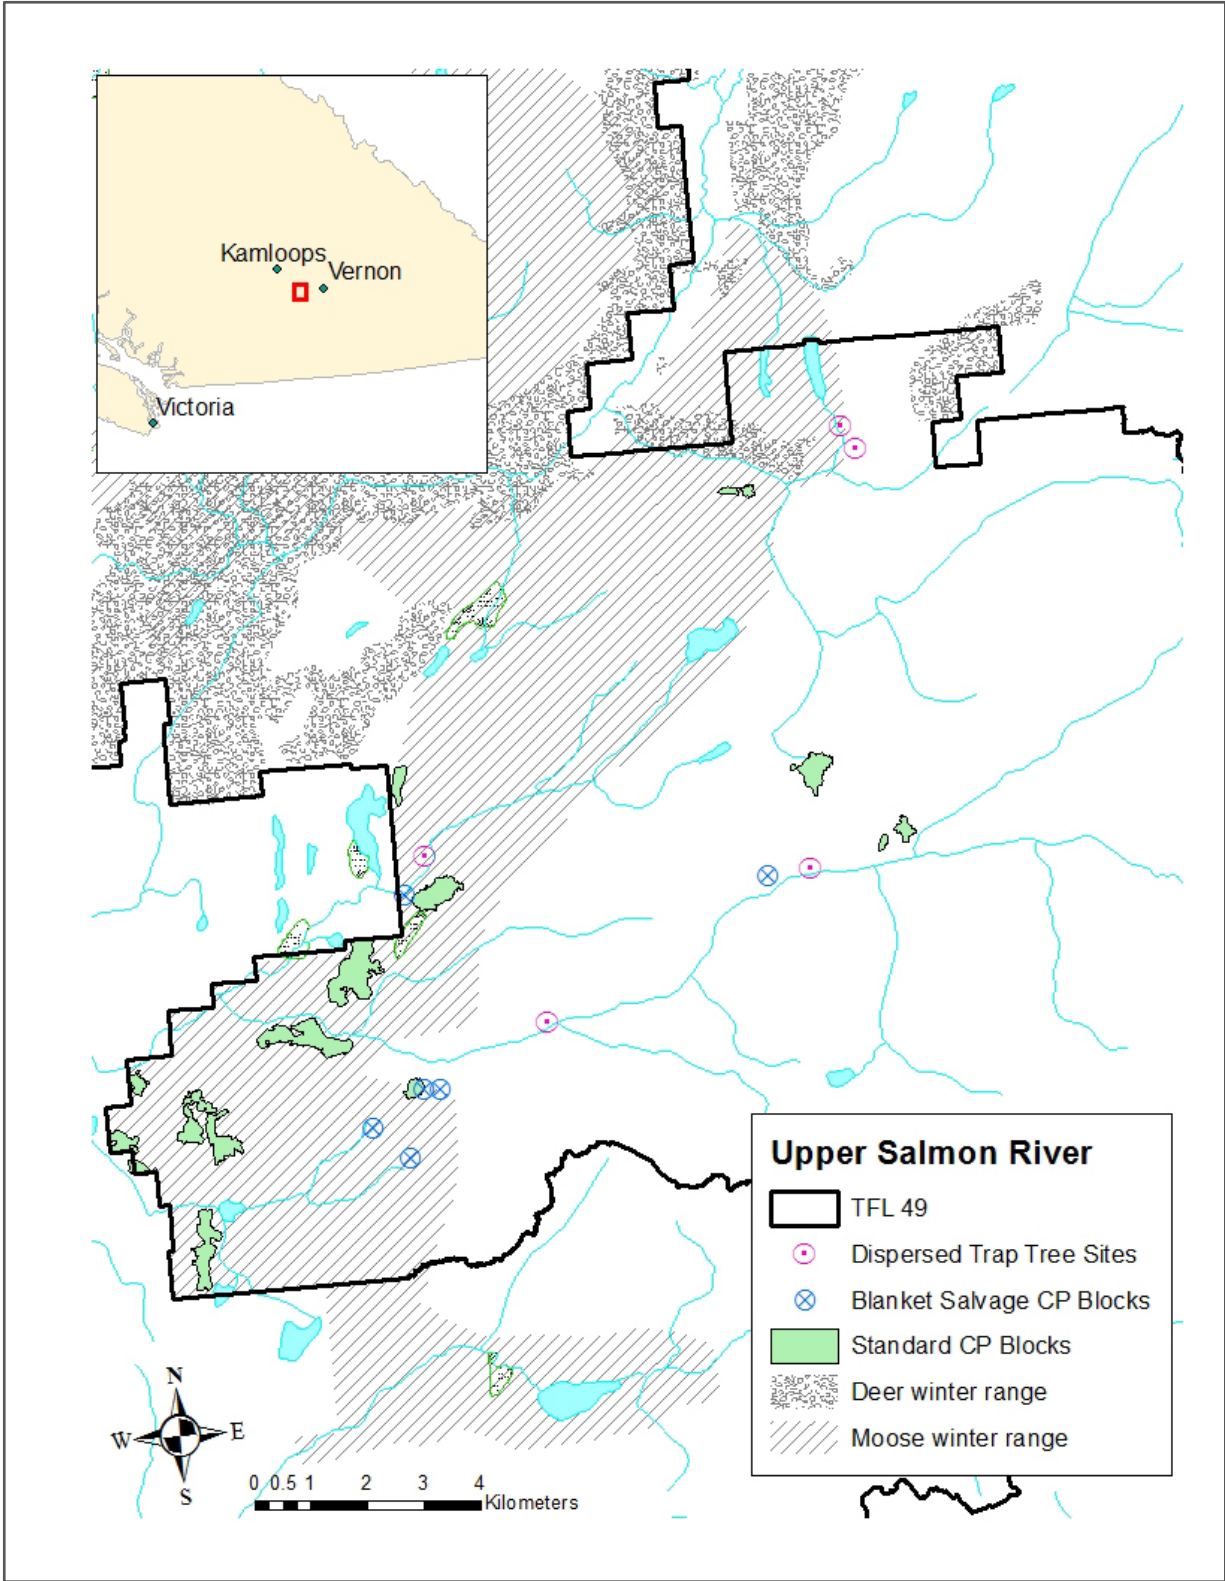 Kamloops
Vernon
Victoria
Upper Salmon River
TFL 49
Dispersed Trap Tree Sites
Blanket Salvage CP Blocks
Standard CP Blocks
Deer winter range
Moose winter range
N
W E
S
0 0.5 1 2 3 4
Kilometers